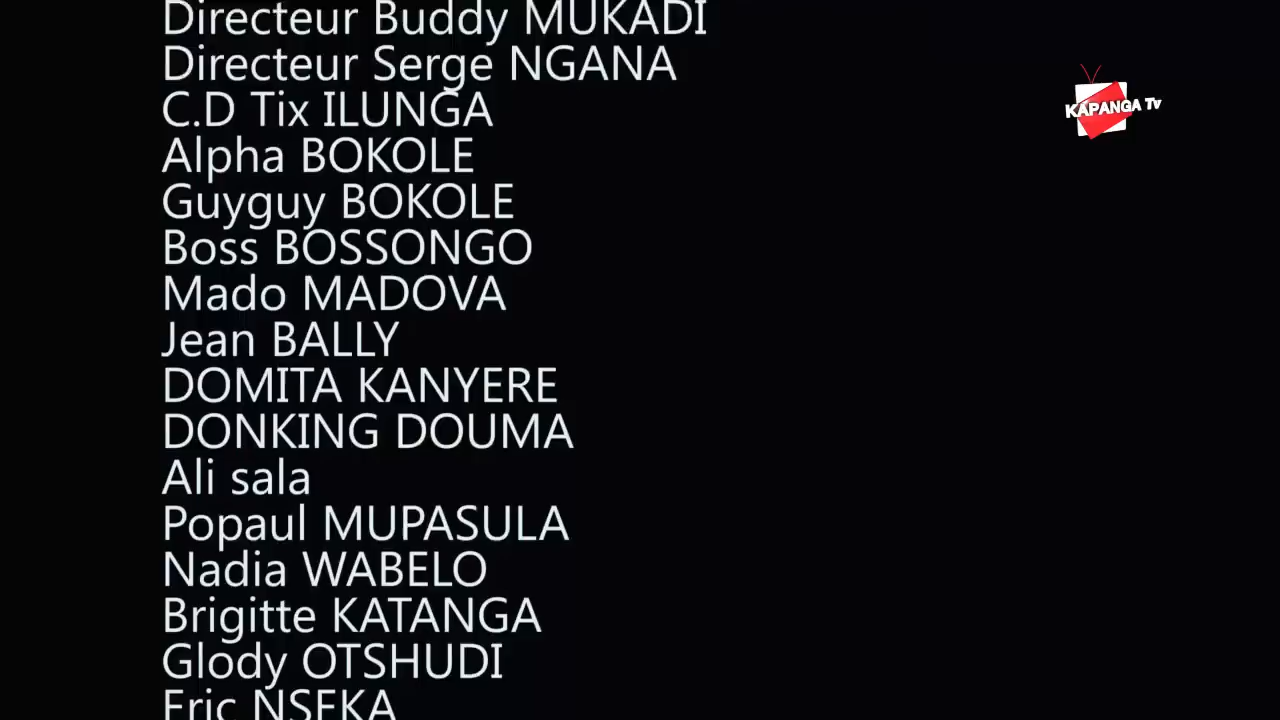 Directeur Buddy MUKADI
Directeur Serge NGANA
C.D Tix ILUNGA
Alpha BOKOLE
Guyguy BOKOLE
Boss BOSSONGO
Mado MADOVA
Jean BALLY
DOMITA KANYERE
DONKING DOUMA
Ali sala
Popaul MUPASULA
Nadia WABELO
Brigitte KATANGA
Glody OTSHUDI
Eric NSEKA
KAPANGA Tv